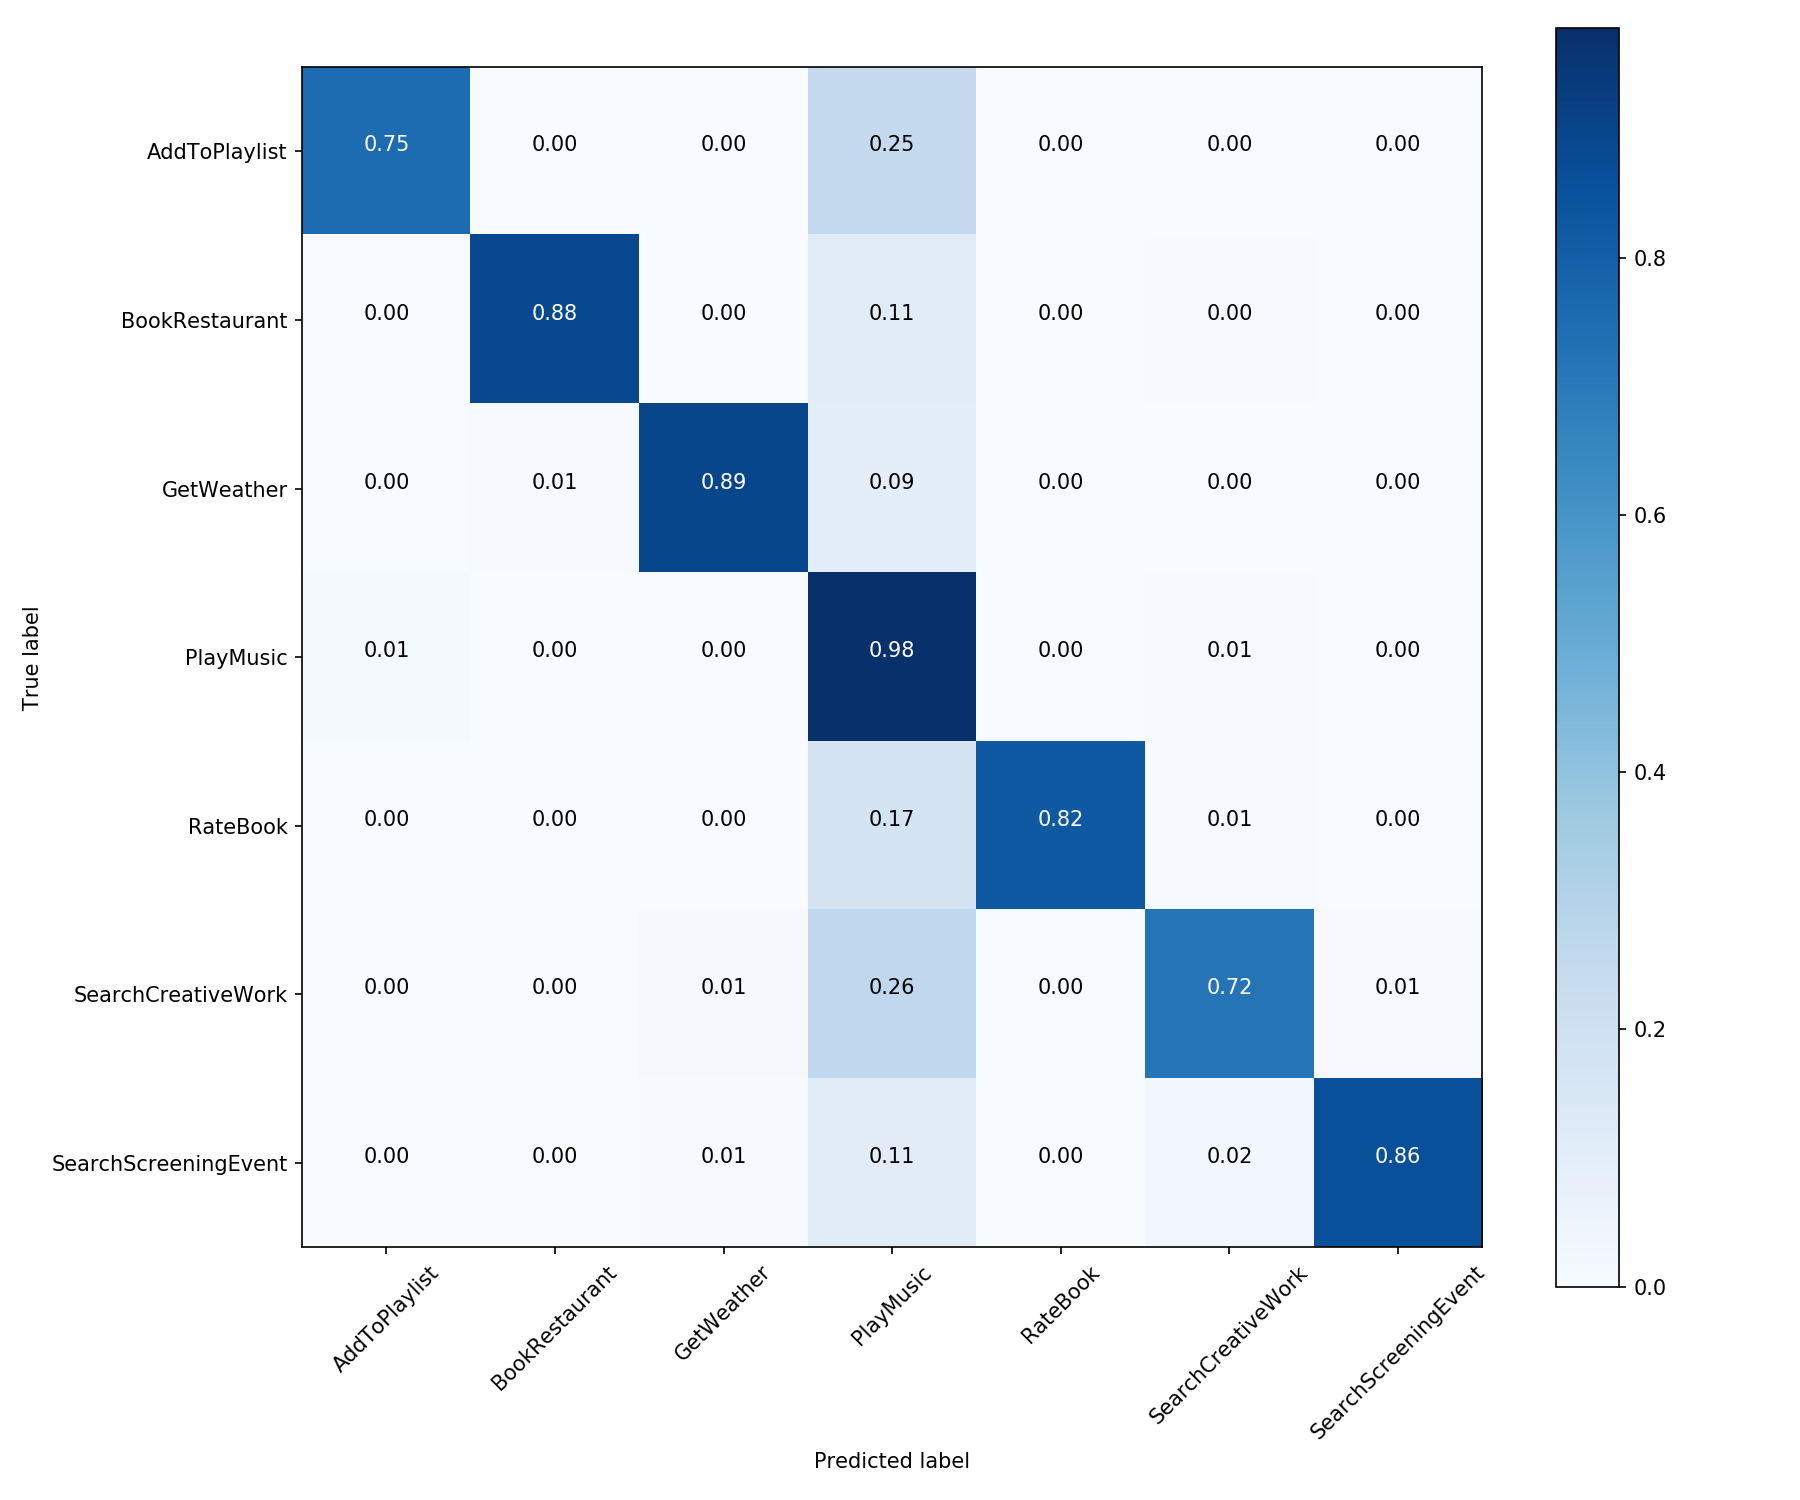 AddToPlaylist 0.75 0.00 0.00 0.25 0.00 0.00 0.00
BookRestaurant 0.00 0.88 0.00 0.11 0.00 0.00 0.00
GetWeather 0.00 0.01 0.89 0.09 0.00 0.00 0.00
PlayMusic 0.01 0.00 0.00 0.98 0.00 0.01 0.00
RateBook 0.00 0.00 0.00 0.17 0.82 0.01 0.00
SearchCreativeWork 0.00 0.00 0.01 0.26 0.00 0.72 0.01
SearchScreeningEvent 0.00 0.00 0.01 0.11 0.00 0.02 0.86
True label
AddToPlaylist BookRestaurant GetWeather PlayMusic RateBook SearchCreativeWork SearchScreeningEvent
Predicted label
0.8
0.6
0.4
0.2
0.0